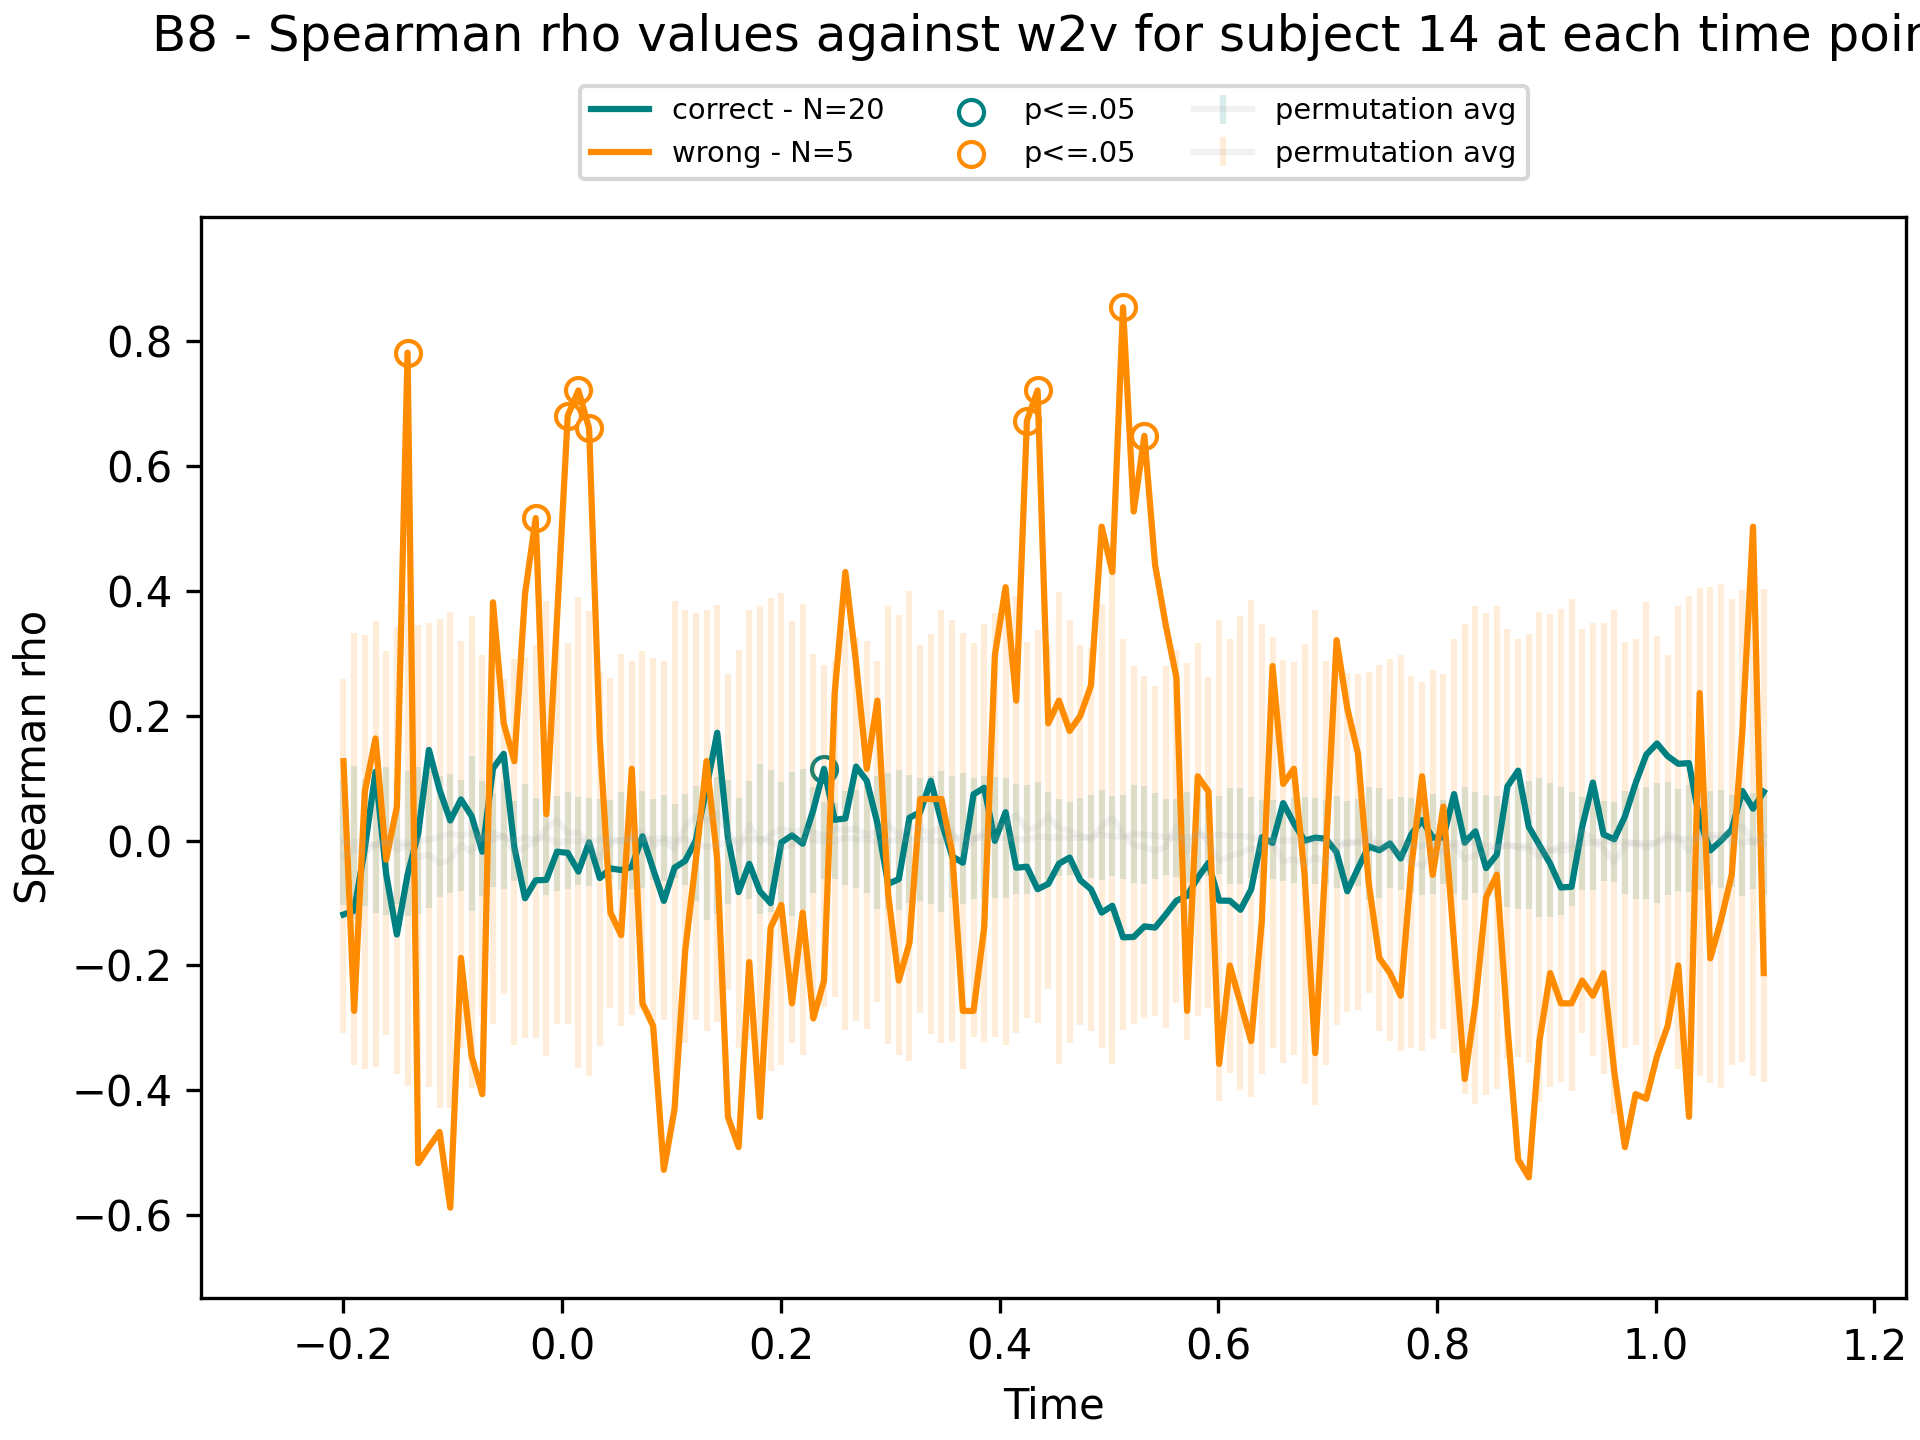 B8 - Spearman rho values against w2v for subject 14 at each time
correct - N=20 p<=.05 permutation avg
wrong - N=5 p<=.05 permutation avg
Spearman rho
0.8
0.6
0.4
0.2
0.0
−0.2
−0.4
−0.6
−0.2 0.0 0.2 0.4 0.6 0.8 1.0 1.2
Time